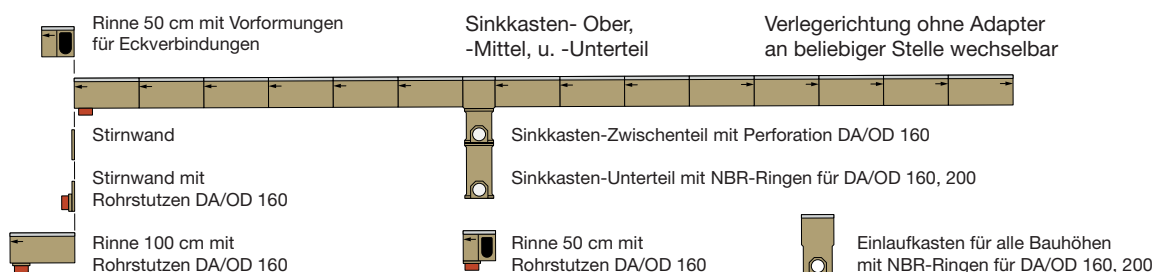 Rinne 50 cm mit Vorformungen
für Eckverbindungen
Sinkkasten- Ober,
-Mittel, u. -Unterteil
Verlegerichtung ohne Adapter
an beliebiger Stelle wechselbar
Stirnwand
Sinkkasten-Zwischenteil mit Perforation DA/OD 160
Stirnwand mit
Rohrstutzen DA/OD 160
Sinkkasten-Unterteil mit NBR-Ringen für DA/OD 160, 200
Rinne 100 cm mit
Rohrstutzen DA/OD 160
Rinne 50 cm mit
Rohrstutzen DA/OD 160
Einlaufkasten für alle Bauhöhen
mit NBR-Ringen für DA/OD 160, 200